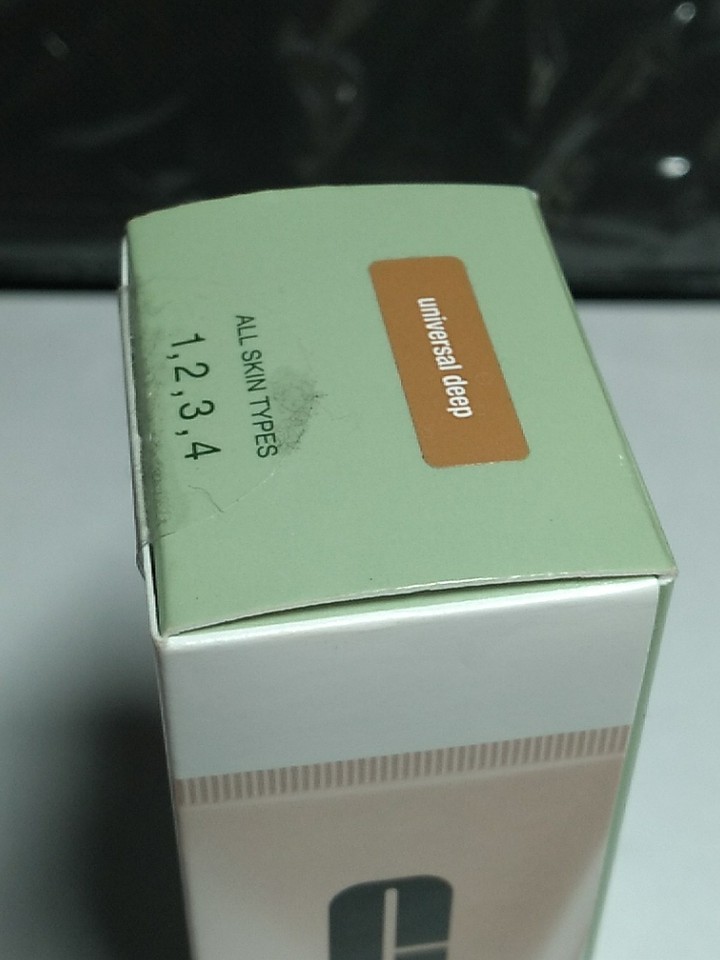 universal deep
ALL SKIN TYPES
1,2,3,4